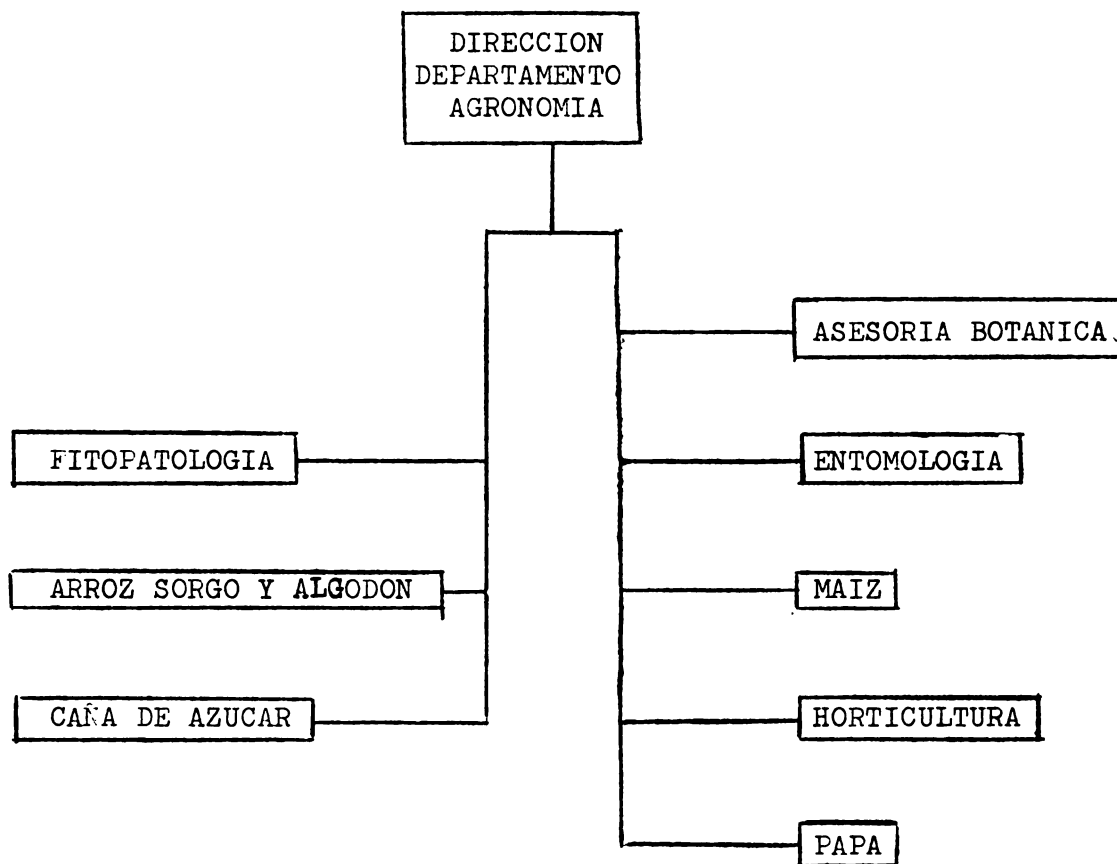 DIRECCION
DEPARTAMENTO
AGRONOMIA
ASESORIA BOTANICA
FITOPATOLOGIA
ENTOMOLOGIA
ARROZ SORGO Y ALGODON
MAIZ
CAÑA DE AZUCAR
HORTICULTURA
PAPA